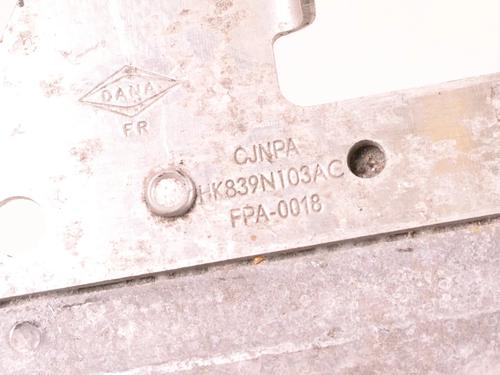 DANA
FR
CJNPA
HK839N103AC
FPA-0018